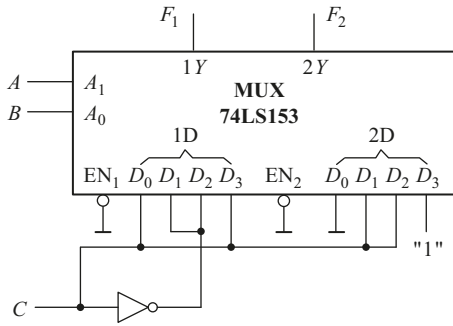 F₁ F₂
1Y 2Y
A A₁ MUX
B A₀ 74LS153
1D 2D
EN₁ D₀ D₁ D₂ D₃ EN₂ D₀ D₁ D₂ D₃
"1"
C